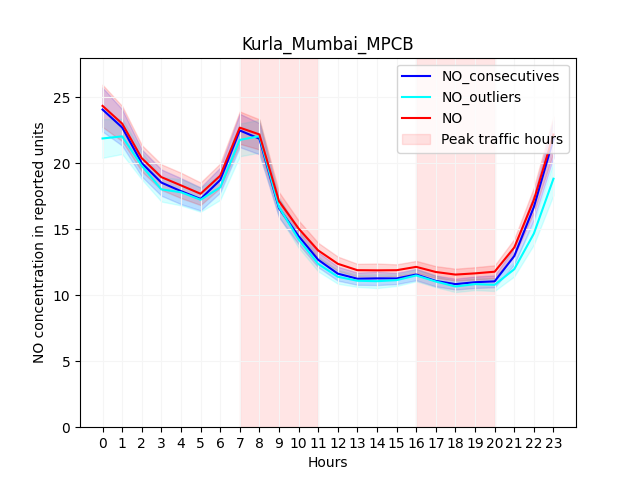 Kurla_Mumbai_MPCB
NO_consecutives
NO_outliers
NO
Peak traffic hours
NO concentration in reported units
25
20
15
10
5
0
0 1 2 3 4 5 6 7 8 9 10 11 12 13 14 15 16 17 18 19 20 21 22 23
Hours